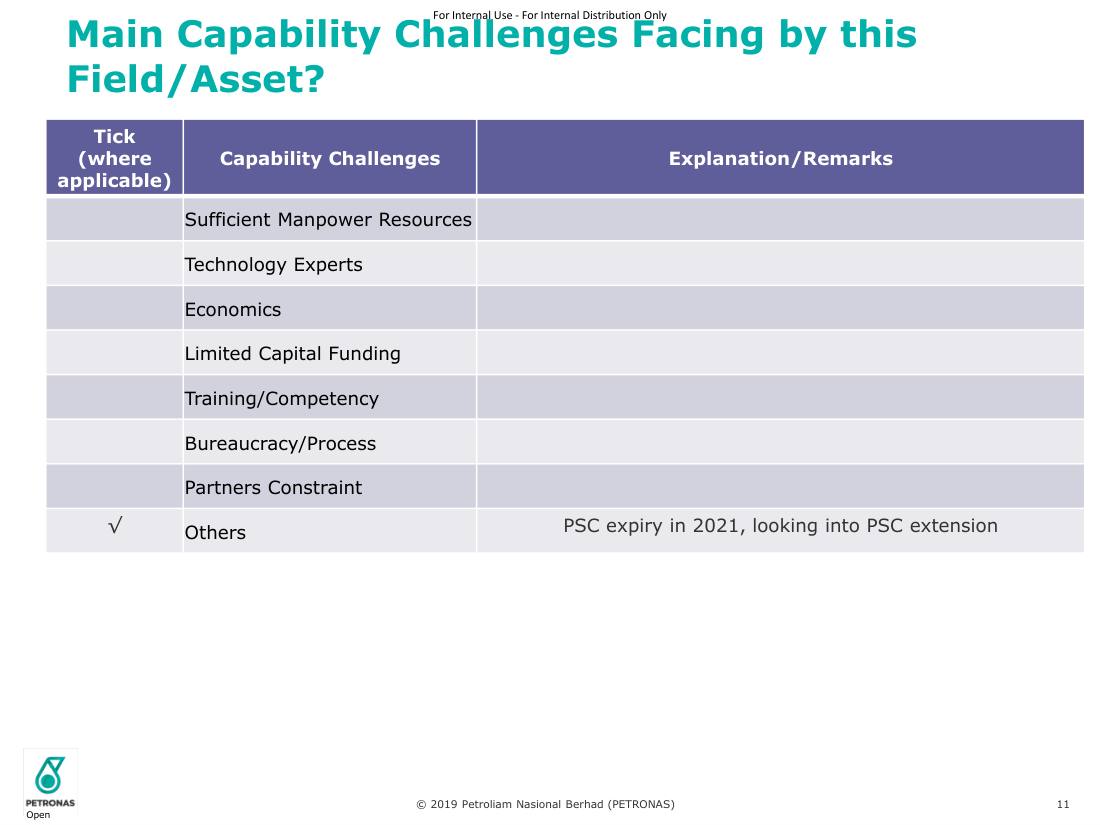 For Internal Use - For Internal Distribution Only
Main Capability Challenges Facing by this
Field/Asset?
Tick
(where
applicable)
Capability Challenges
Explanation/Remarks
Sufficient Manpower Resources
Technology Experts
Economics
Limited Capital Funding
Training/Competency
Bureaucracy/Process
Partners Constraint
√
Others
PSC expiry in 2021, looking into PSC extension
PETRONAS
Open
© 2019 Petroliam Nasional Berhad (PETRONAS)
11